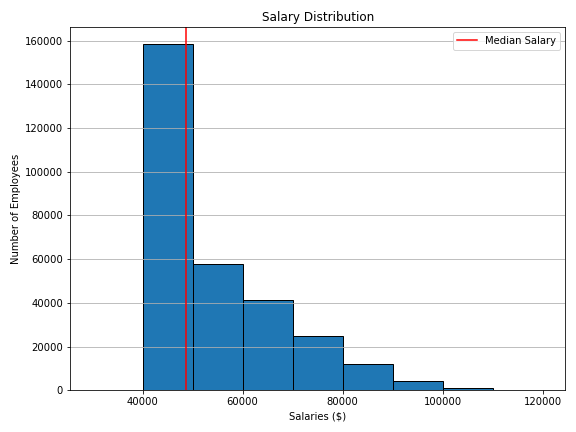 Salary Distribution
Median Salary
160000
140000
120000
100000
80000
60000
40000
20000
0
Number of Employees
40000 60000 80000 100000 120000
Salaries ($)